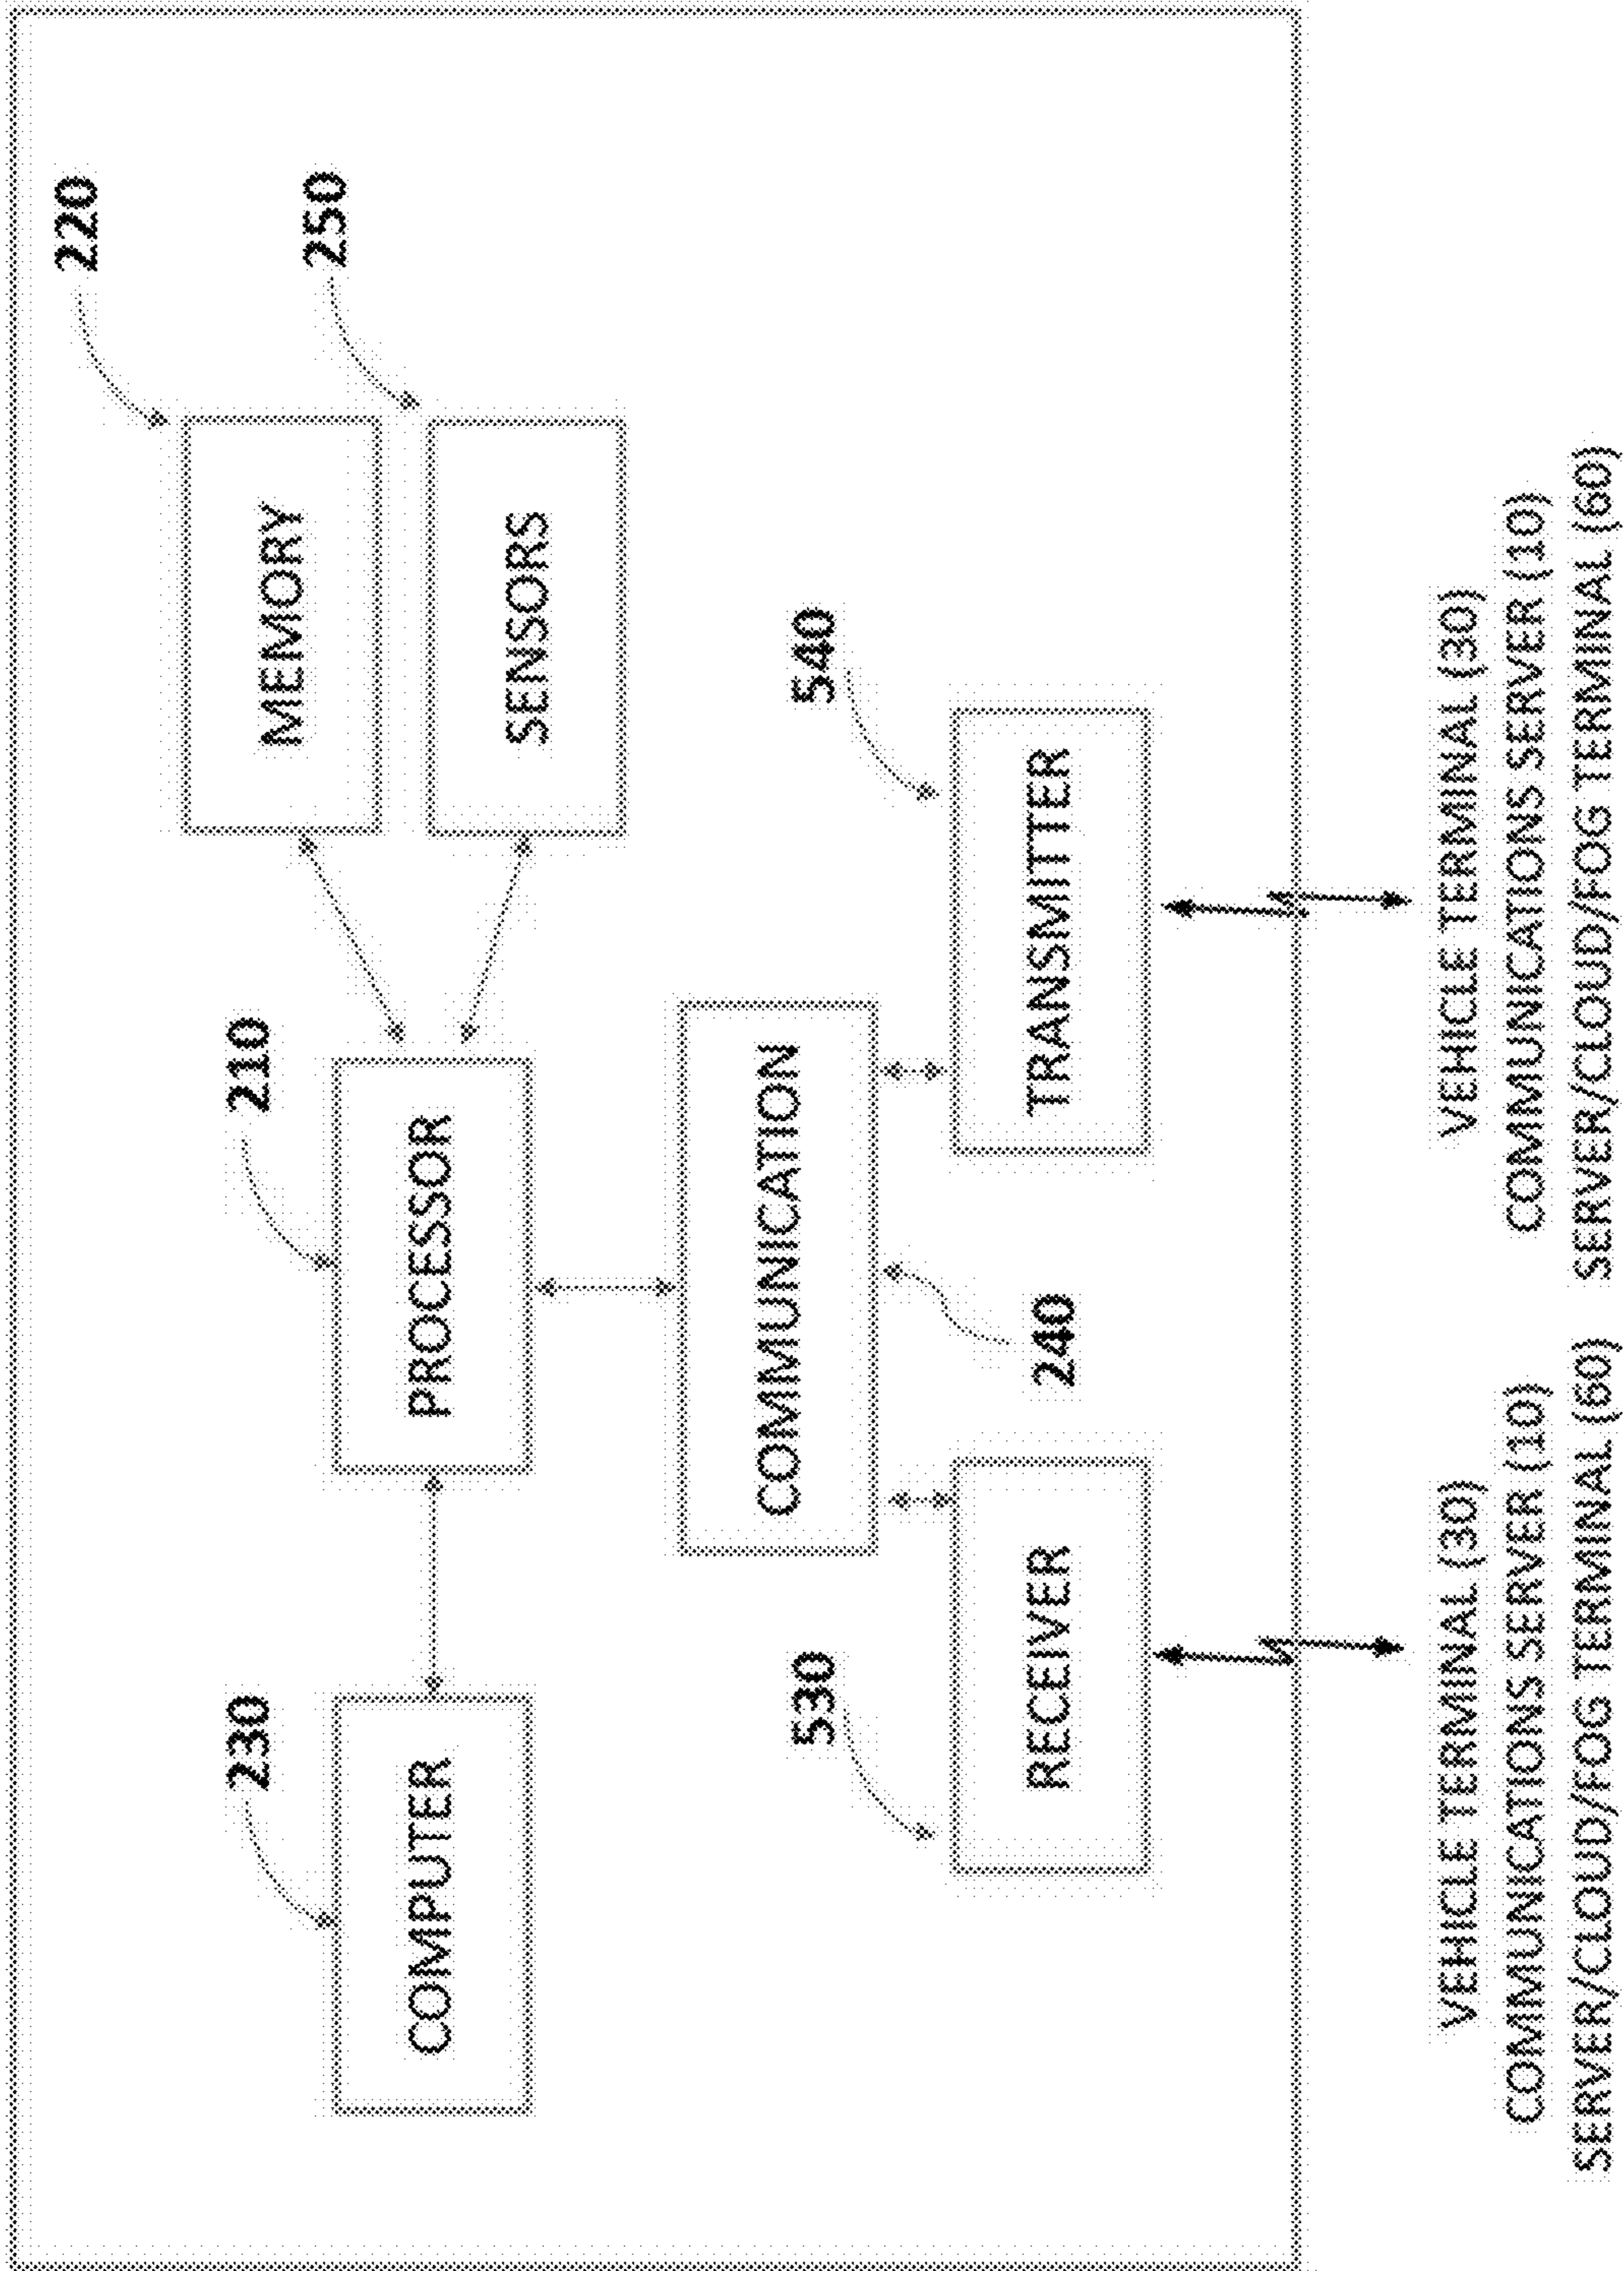 220
MEMORY
250
SENSORS
210
PROCESSOR
230
COMPUTER
COMMUNICATION
240
540
TRANSMITTER
530
RECEIVER
VEHICLE TERMINAL (30)
COMMUNICATIONS SERVER (10)
SERVER/CLOUD/FOG TERMINAL (60)
VEHICLE TERMINAL (30)
COMMUNICATIONS SERVER (10)
SERVER/CLOUD/FOG TERMINAL (60)